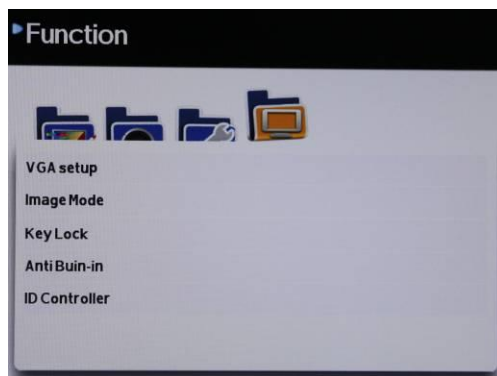 Function
VGA setup
Image Mode
Key Lock
Anti Buin-in
ID Controller